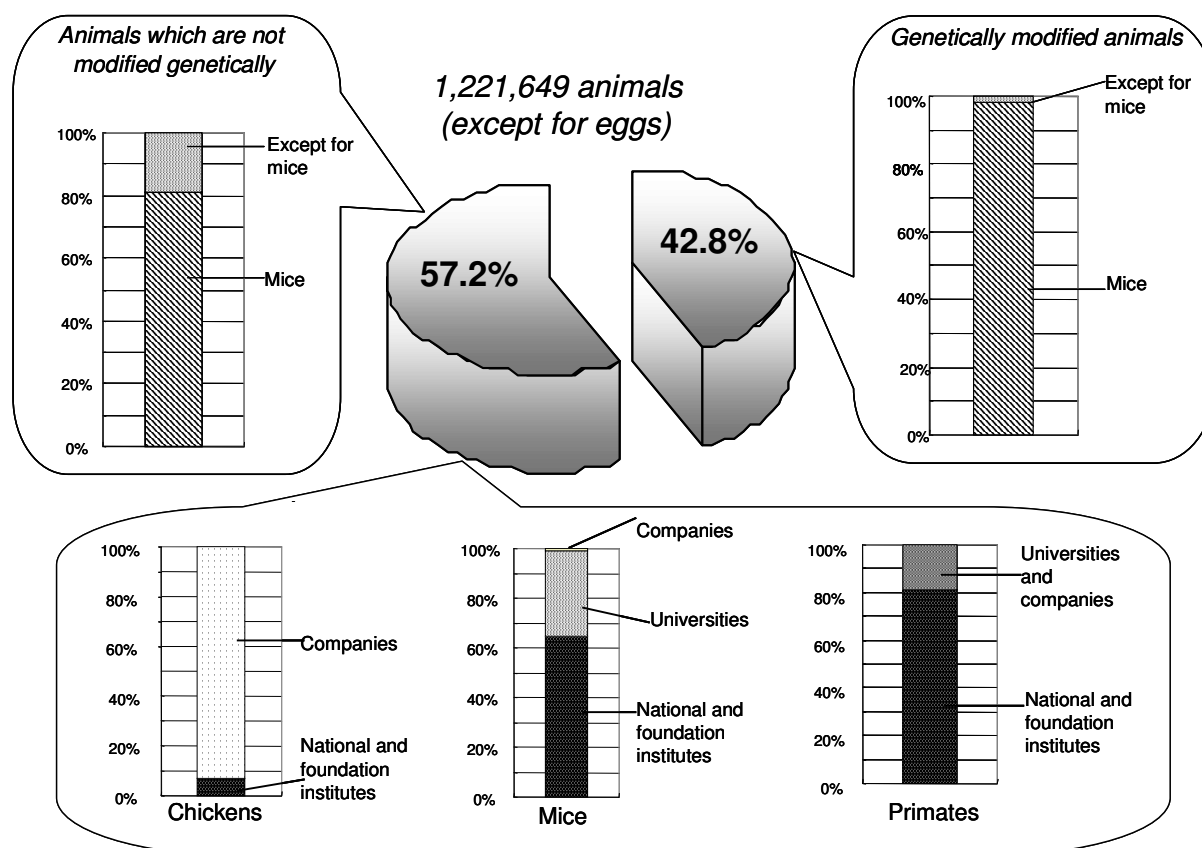 Animals which are not
modified genetically
100%
80%
60%
40%
20%
0%
Except for
mice
Mice
1,221,649 animals
(except for eggs)
57.2%
42.8%
Genetically modified animals
100%
80%
60%
40%
20%
0%
Except for
mice
Mice
100%
80%
60%
40%
20%
0%
Companies
National and
foundation
institutes
Chickens
100%
80%
60%
40%
20%
0%
Companies
Universities
National and
foundation
institutes
Mice
100%
80%
60%
40%
20%
0%
Universities
and
companies
National and
foundation
institutes
Primates